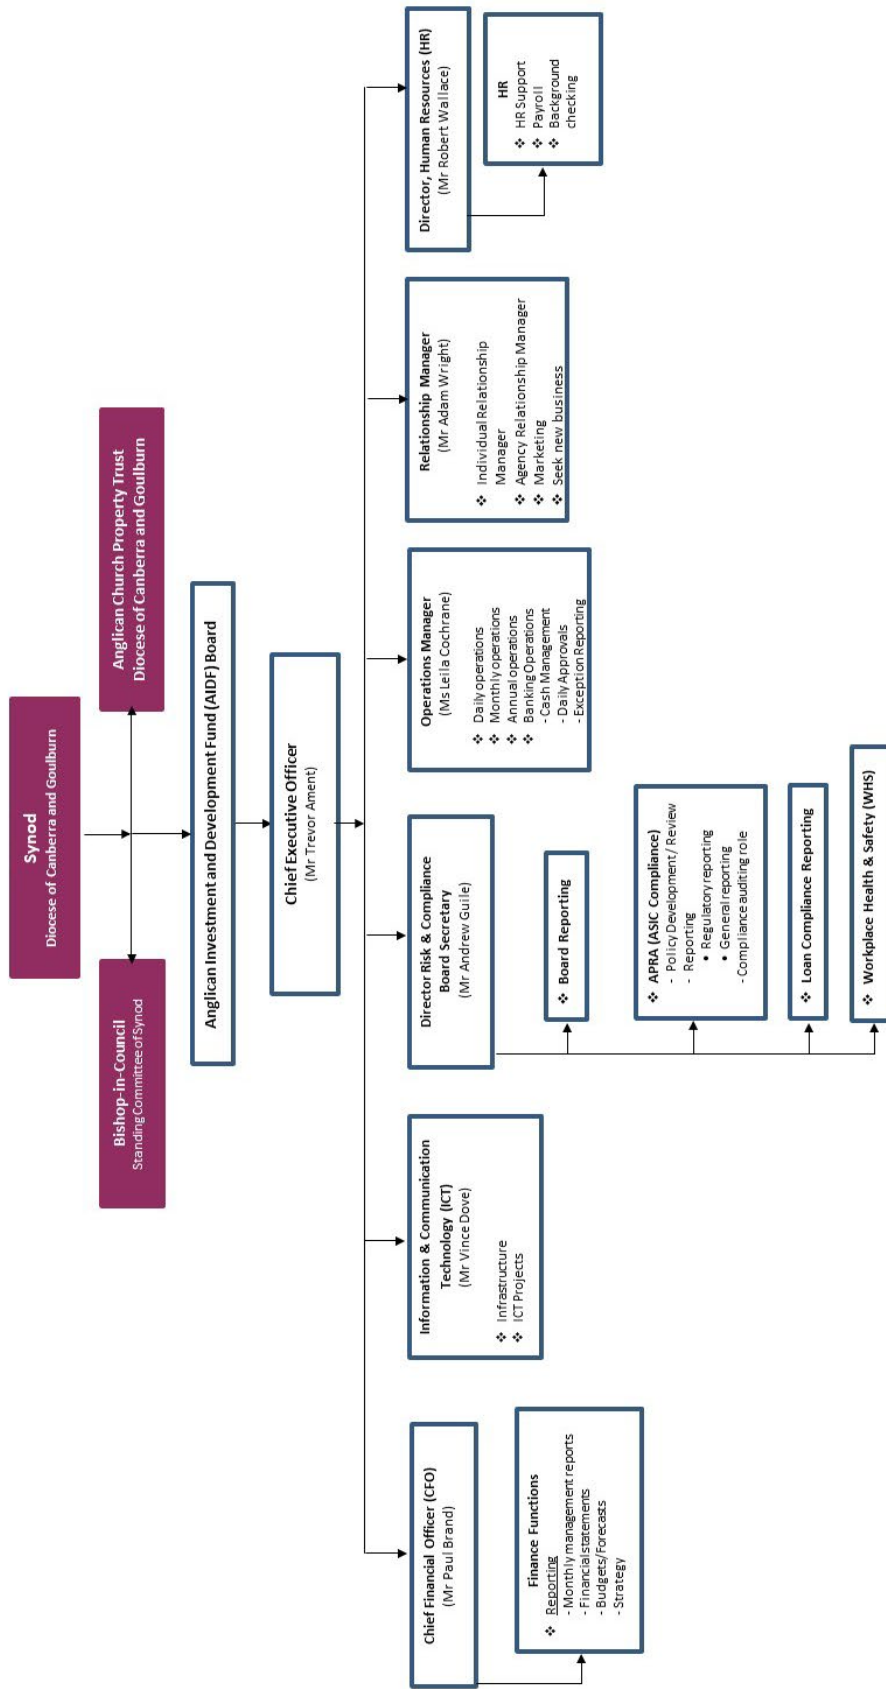 Synod
Diocese of Canberra and Goulburn
Bishop-in-Council
Standing Committee of Synod
Anglican Church Property Trust
Diocese of Canberra and Goulburn
Anglican Investment and Development Fund (AIDF) Board
Chief Executive Officer
(Mr Trevor Ament)
Chief Financial Officer (CFO)
(Mr Paul Brand)
Finance Functions
❖ Reporting
- Monthly management reports
- Financial statements
- Budgets/Forecasts
- Strategy
Information & Communication
Technology (ICT)
(Mr Vince Dove)
❖ Infrastructure
❖ ICT Projects
Director Risk & Compliance
Board Secretary
(Mr Andrew Guile)
❖ Board Reporting
❖ APRA (ASIC Compliance)
- Policy Development/ Review
- Reporting
• Regulatory reporting
• General reporting
- Compliance auditing role
❖ Loan Compliance Reporting
❖ Workplace Health & Safety (WHS)
Operations Manager
(Ms Leila Cochrane)
❖ Daily operations
❖ Monthly operations
❖ Annual operations
❖ Banking Operations
- Cash Management
- Daily Approvals
- Exception Reporting
Relationship Manager
(Mr Adam Wright)
❖ Individual Relationship
Manager
❖ Agency Relationship Manager
❖ Marketing
❖ Seek new business
Director, Human Resources (HR)
(Mr Robert Wallace)
HR
❖ HR Support
❖ Payroll
❖ Background
checking